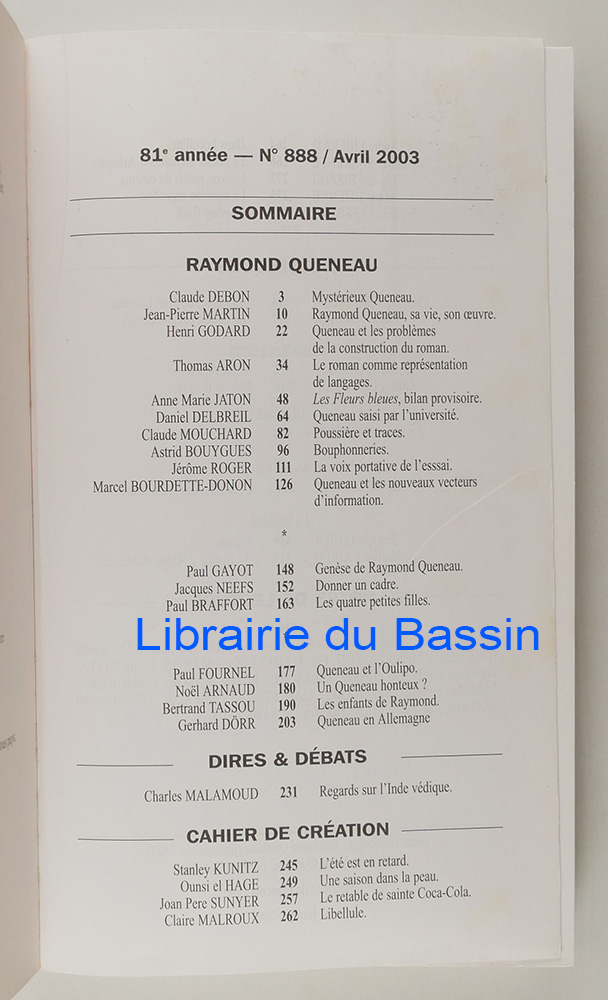 81e année — N° 888 / Avril 2003
SOMMAIRE
RAYMOND QUENEAU
Claude DEBON 3 Mystérieux Queneau.
Jean-Pierre MARTIN 10 Raymond Queneau, sa vie, son œuvre.
Henri GODARD 22 Queneau et les problèmes
de la construction du roman.
Thomas ARON 34 Le roman comme représentation
de langages.
Anne Marie JATON 48 Les Fleurs bleues, bilan provisoire.
Daniel DELBREIL 64 Queneau saisi par l'université.
Claude MOUCHARD 82 Poussière et traces.
Astrid BOUYGUES 96 Bouphonneries.
Jérôme ROGER 111 La voix portative de l'esssai.
Marcel BOURDETTE-DONON 126 Queneau et les nouveaux vecteurs
d'information.
*
Paul GAYOT 148 Genèse de Raymond Queneau.
Jacques NEEFS 152 Donner un cadre.
Paul BRAFFORT 163 Les quatre petites filles.
Librairie du Bassin
Paul FOURNEL 177 Queneau et l'Oulipo.
Noël ARNAUD 180 Un Queneau honteux ?
Bertrand TASSOU 190 Les enfants de Raymond.
Gerhard DÖRR 203 Queneau en Allemagne
DIRES & DÉBATS
Charles MALAMOUD 231 Regards sur l'Inde védique.
CAHIER DE CRÉATION
Stanley KUNITZ 245 L'été est en retard.
Ounsi el HAGE 249 Une saison dans la peau.
Joan Pere SUNYER 257 Le retable de sainte Coca-Cola.
Claire MALROUX 262 Libellule.